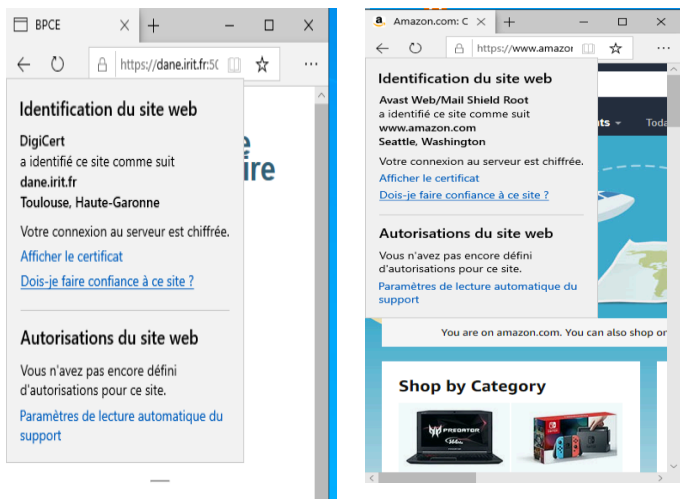 BPCE
https://dane.irit.fr:5(
Identification du site web
DigiCert
a identifié ce site comme suit
dane.irit.fr
Toulouse, Haute-Garonne
Votre connexion au serveur est chiffrée.
Afficher le certificat
Dois-je faire confiance à ce site ?
Autorisations du site web
Vous n'avez pas encore défini
d'autorisations pour ce site.
Paramètres de lecture automatique du
support
ire
Amazon.com: C
https://www.amazor
Identification du site web
Avast Web/Mail Shield Root
a identifié ce site comme suit
www.amazon.com
Seattle, Washington
Votre connexion au serveur est chiffrée.
Afficher le certificat
Dois-je faire confiance à ce site ?
Autorisations du site web
Vous n'avez pas encore défini
d'autorisations pour ce site.
Paramètres de lecture automatique du
support
ts
Toda
You are on amazon.com. You can also shop or
Shop by Category
PREDATOR